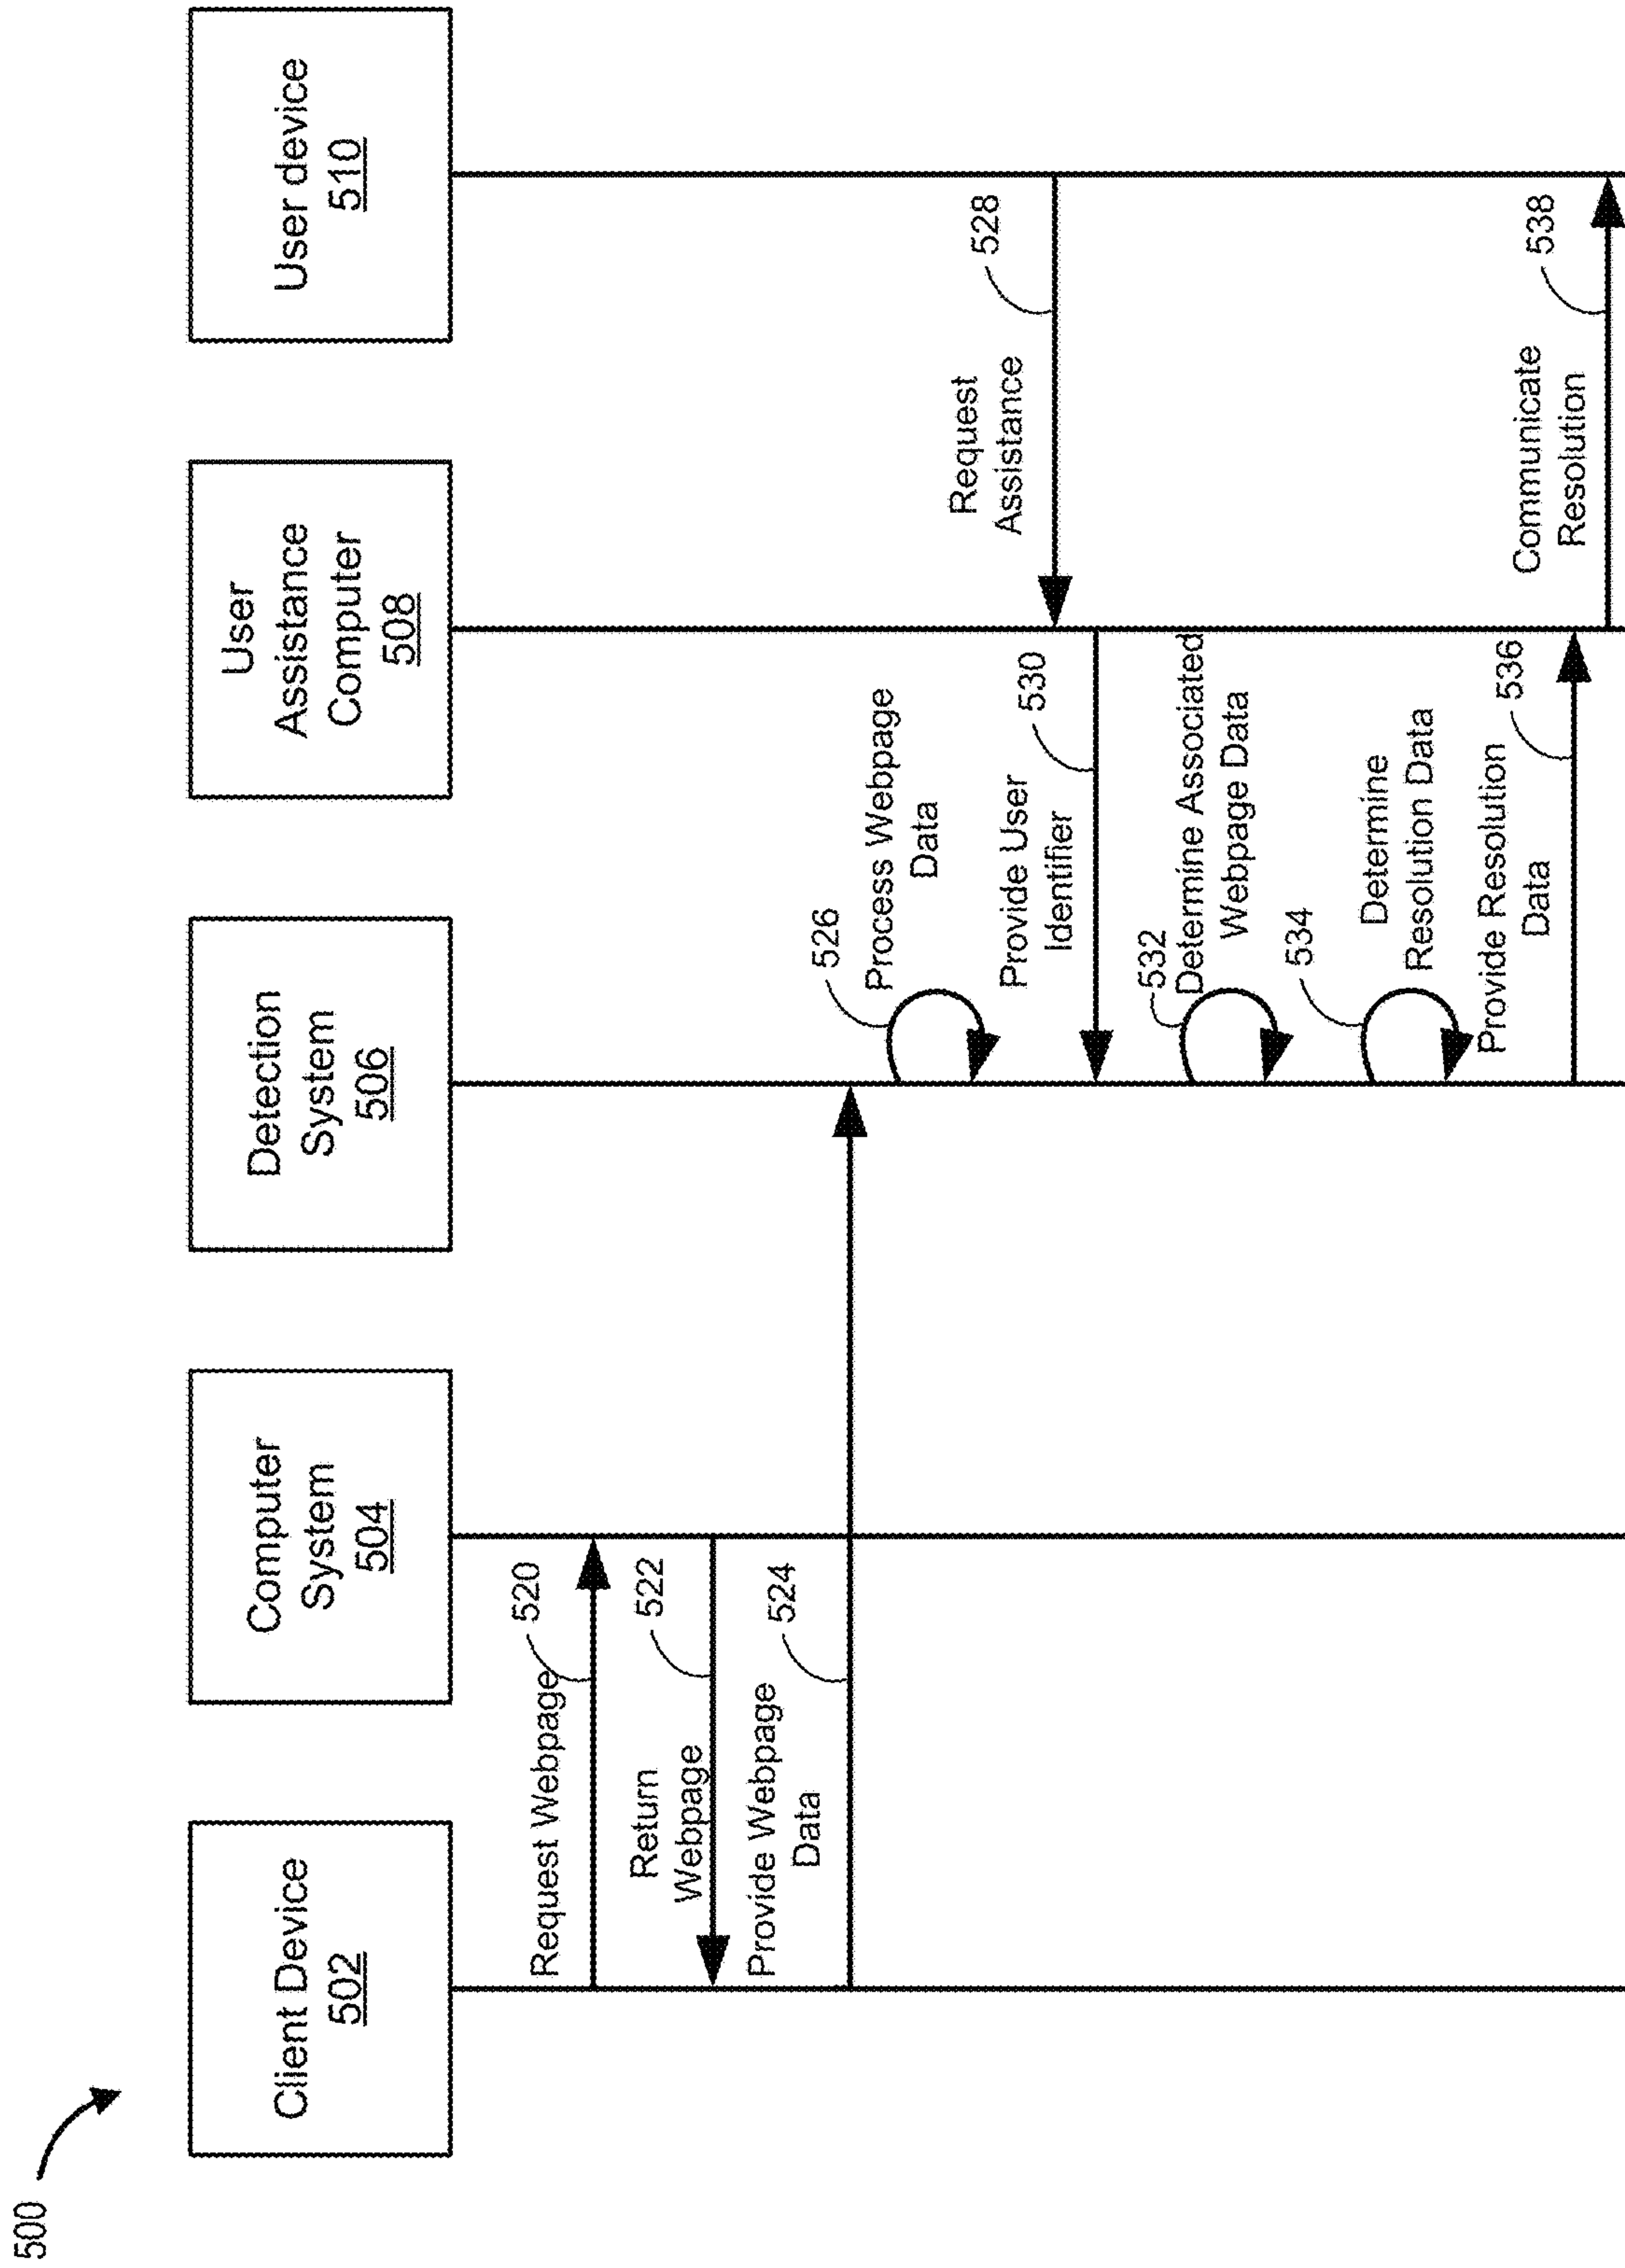 500
Client Device
502
Computer
System
504
Detection
System
506
User
Assistance
Computer
508
User device
510
Request Webpage
520
Return
Webpage
522
Provide Webpage
Data
524
526
Process Webpage
Data
Request
Assistance
528
Provide User
Identifier
530
532
Determine Associated
Webpage Data
534
Determine
Resolution Data
Provide Resolution
Data
536
Communicate
Resolution
538